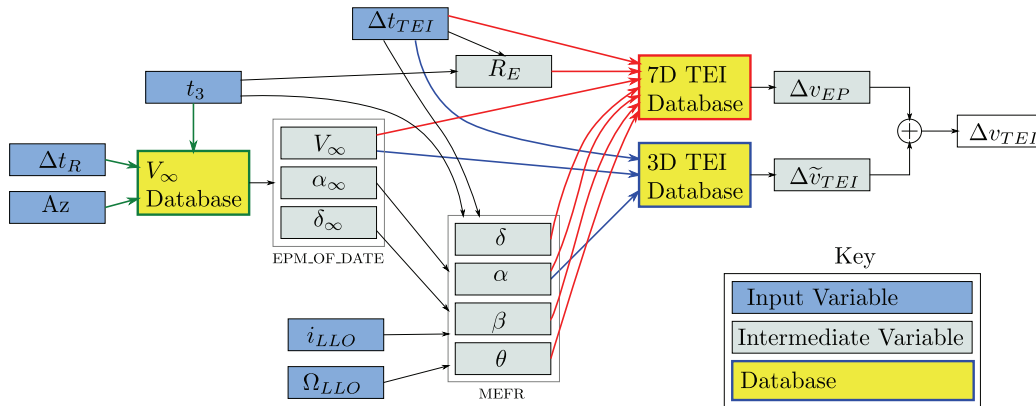 Δt_{TEI}
R_E
7D TEI
Database
Δv_{EP}
t_3
Δv_{TEI}
Δt_R
V_∞
Database
V_∞
3D TEI
Database
Δṽ_{TEI}
Az
α_∞
δ_∞
EPM_OF_DATE
δ
α
β
θ
MEFR
i_{LLO}
Ω_{LLO}
Key
Input Variable
Intermediate Variable
Database